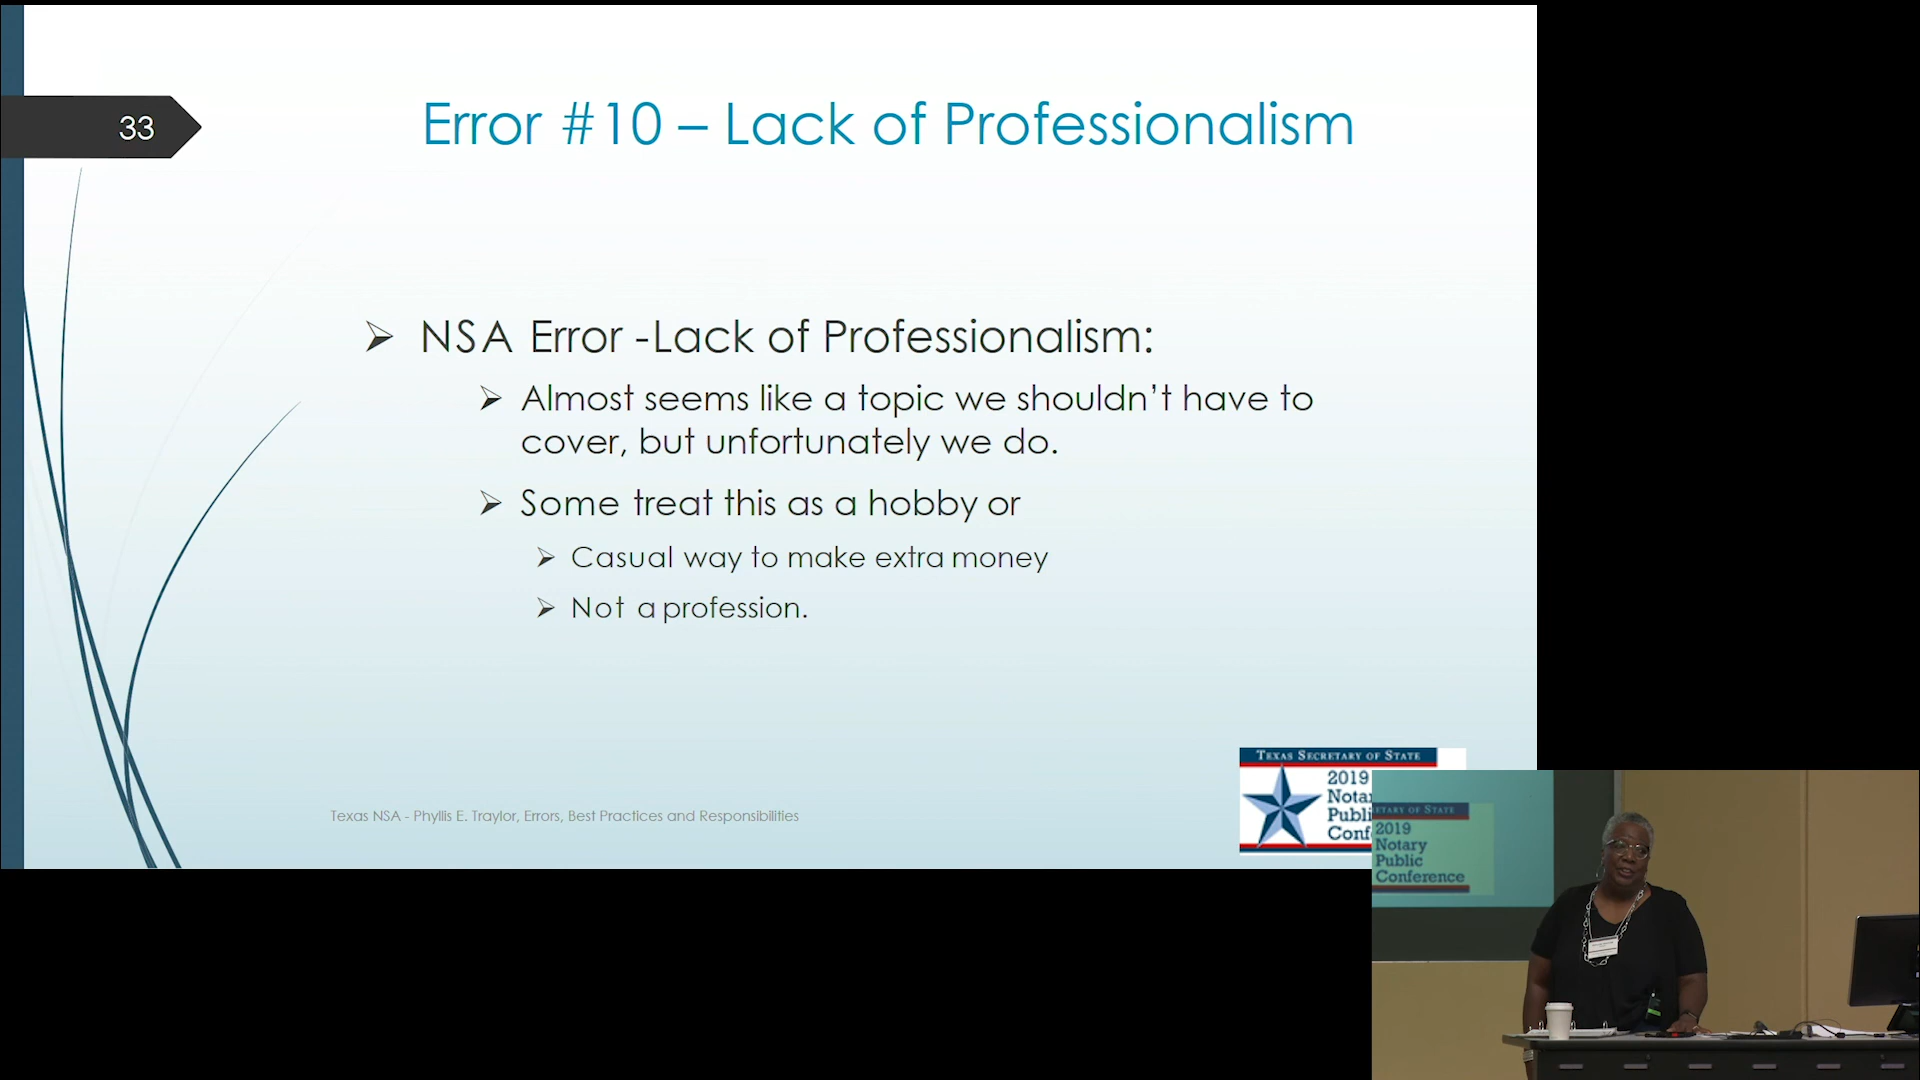 33
Error #10 – Lack of Professionalism
NSA Error -Lack of Professionalism:
Almost seems like a topic we shouldn't have to
cover, but unfortunately we do.
Some treat this as a hobby or
Casual way to make extra money
Not a profession.
Texas NSA - Phyllis E. Traylor, Errors, Best Practices and Responsibilities
TEXAS SECRETARY OF STATE
2019
Publi
Conf
OF STATE
2019
Notary
Public
Conference